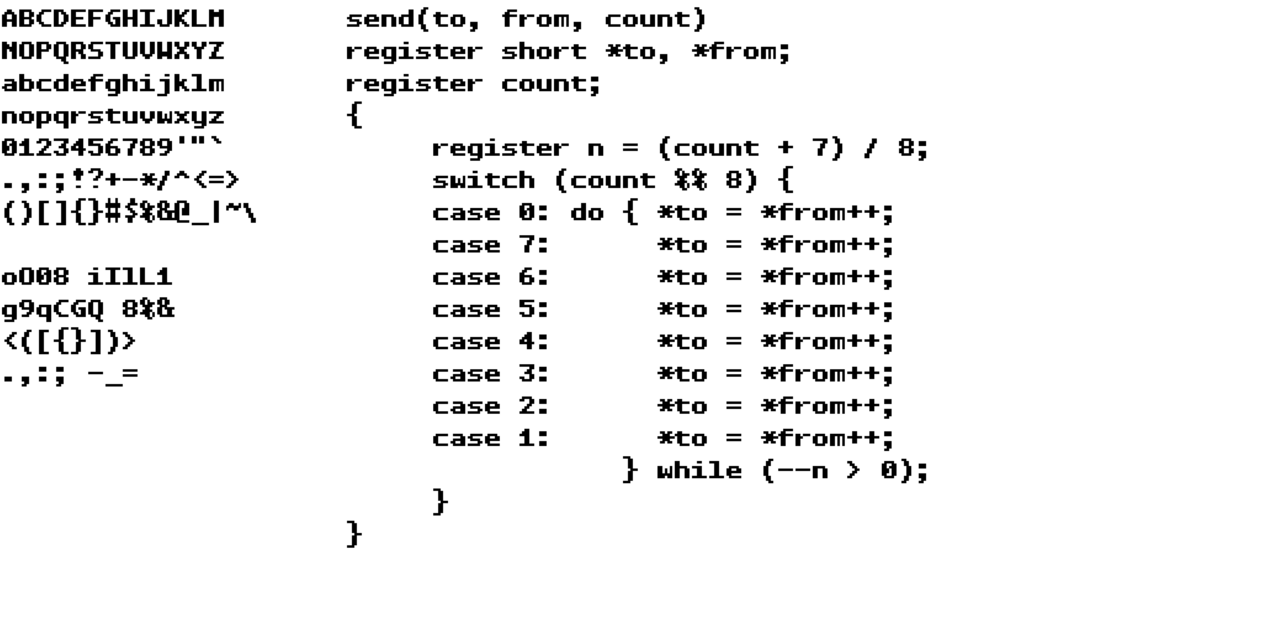 ABCDEFGHIJKLM
NOPQRSTUVWXYZ
abcdefghijklm
nopqrstuvwxyz
0123456789'"`
.,:;!?+-*/^<=>
()[]{}#$%&@_|~\
oO08 iIlL1
g9qCGQ 8%&
<([{}])>
.,:; -_=
send(to, from, count)
register short *to, *from;
register count;
{
     register n = (count + 7) / 8;
     switch (count %% 8) {
     case 0: do { *to = *from++;
     case 7:      *to = *from++;
     case 6:      *to = *from++;
     case 5:      *to = *from++;
     case 4:      *to = *from++;
     case 3:      *to = *from++;
     case 2:      *to = *from++;
     case 1:      *to = *from++;
                } while (--n > 0);
     }
}